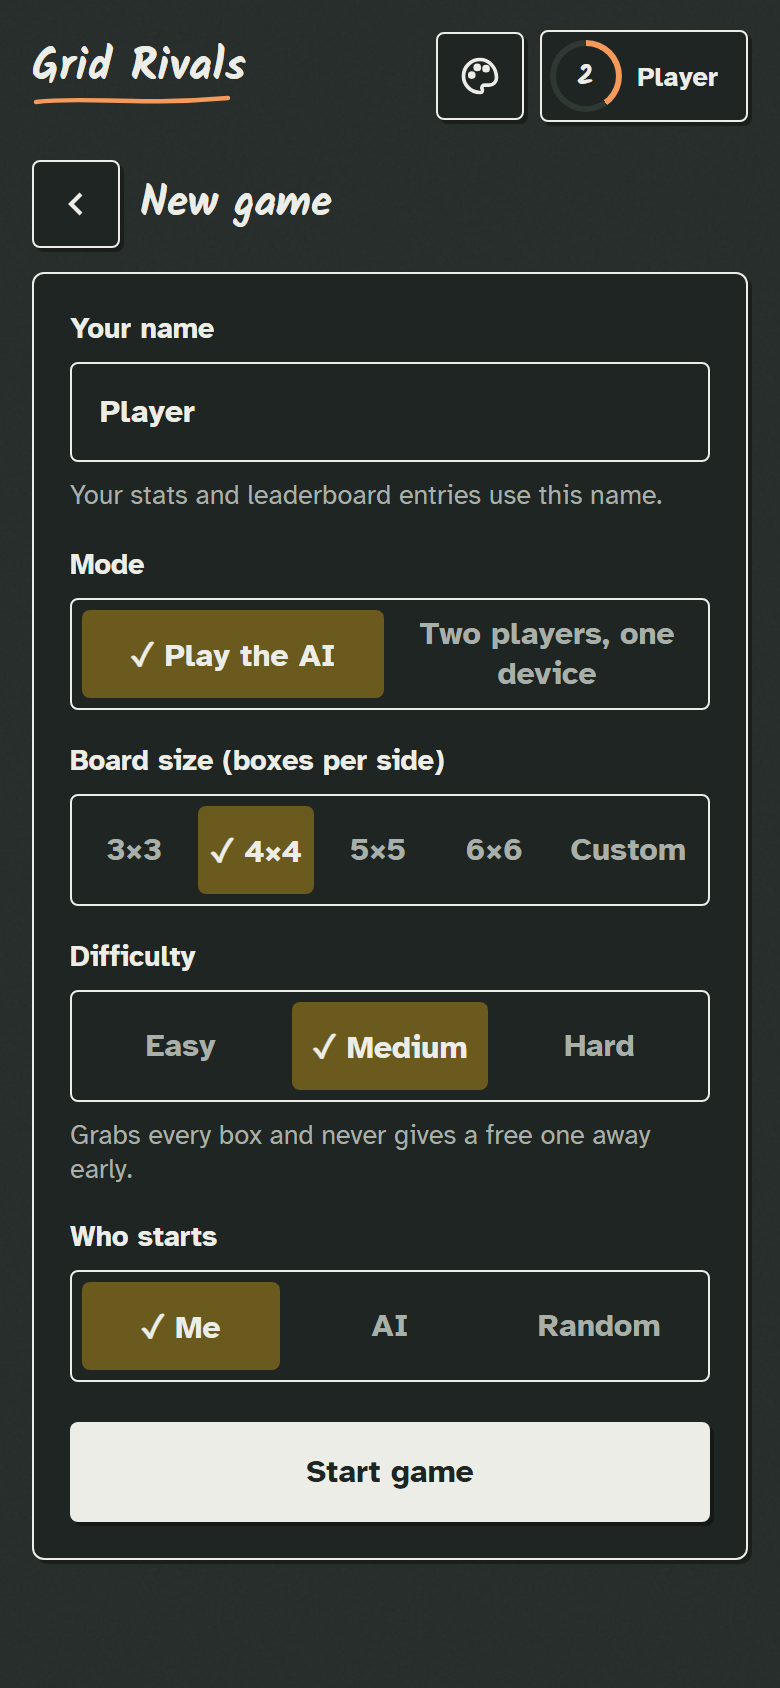 Grid Rivals
2 Player
New game
Your name
Player
Your stats and leaderboard entries use this name.
Mode
✓ Play the AI
Two players, one
device
Board size (boxes per side)
3×3 ✓ 4×4 5×5 6×6 Custom
Difficulty
Easy ✓ Medium Hard
Grabs every box and never gives a free one away
early.
Who starts
✓ Me AI Random
Start game